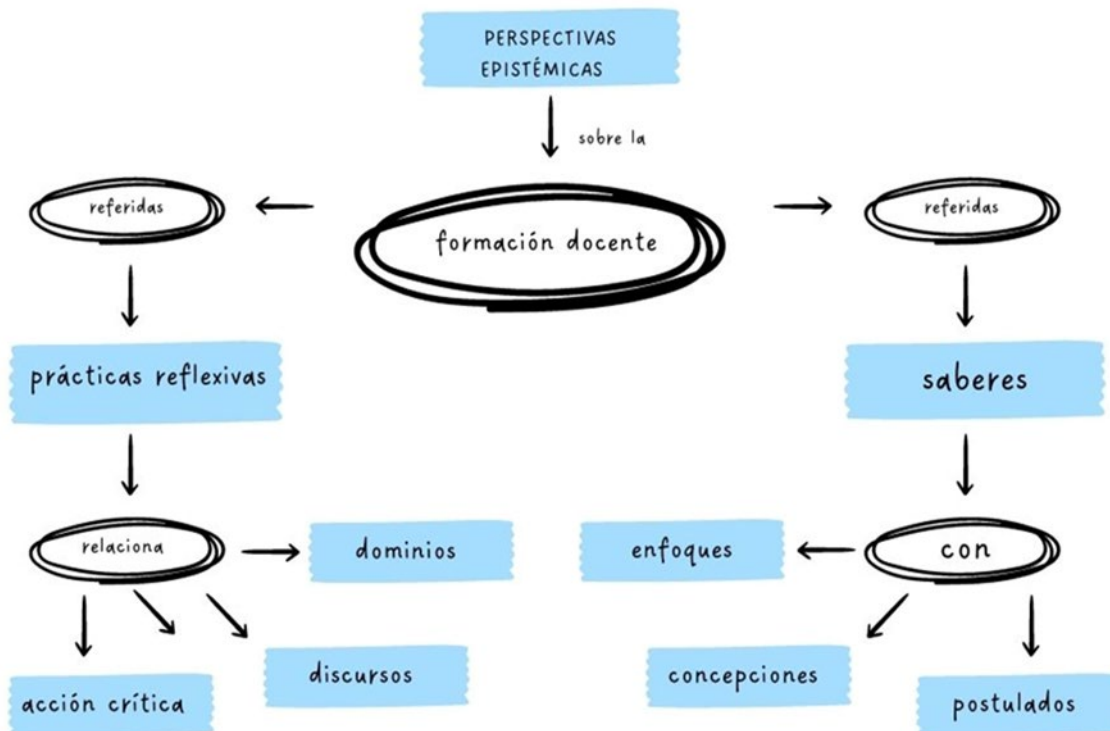 PERSPECTIVAS
EPISTÉMICAS
sobre la
referidas
formación docente
referidas
prácticas reflexivas
saberes
relaciona
dominios
enfoques
con
acción crítica
discursos
concepciones
postulados